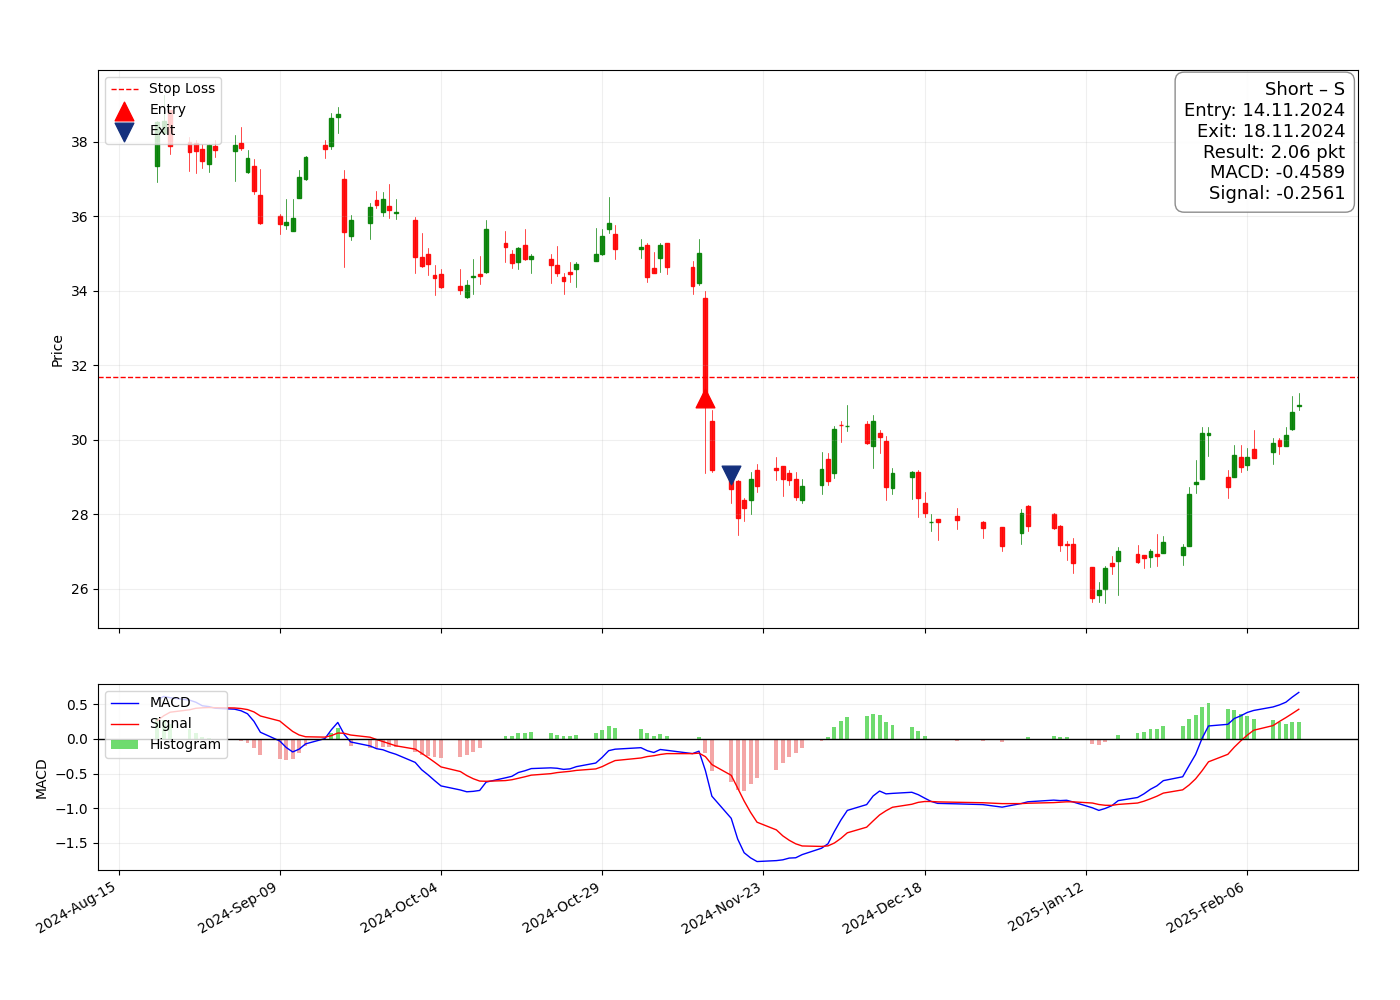 Stop Loss
Entry
Exit
Short – S
Entry: 14.11.2024
Exit: 18.11.2024
Result: 2.06 pkt
MACD: -0.4589
Signal: -0.2561
Price
38
36
34
32
30
28
26
MACD
Signal
Histogram
MACD
0.5
0.0
−0.5
−1.0
−1.5
2024-Aug-15
2024-Sep-09
2024-Oct-04
2024-Oct-29
2024-Nov-23
2024-Dec-18
2025-Jan-12
2025-Feb-06